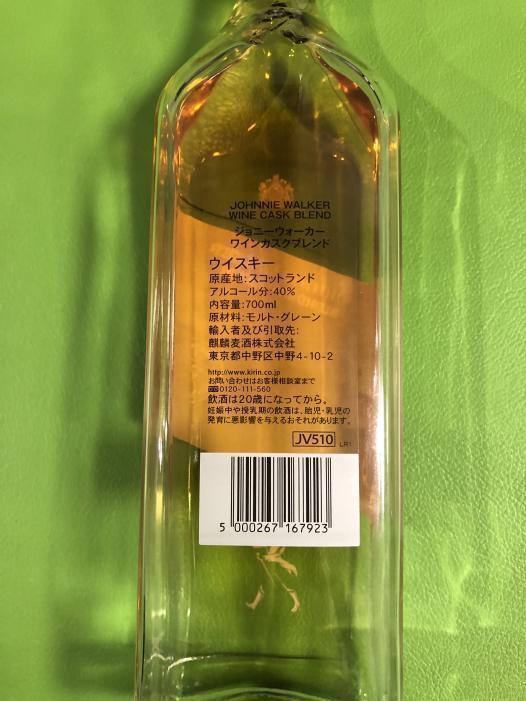 JOHNNIE WALKER
WINE CASK BLEND
ジョニーウォーカー
ワインカスクブレンド
ウイスキー
原産地:スコットランド
アルコール分:40%
内容量:700ml
原材料:モルト・グレーン
輸入者及び引取先:
麒麟麦酒株式会社
東京都中野区中野4-10-2
http://www.kirin.co.jp
お問い合わせはお客様相談室まで
0120-111-560
飲酒は20歳になってから。
妊娠中や授乳期の飲酒は、胎児・乳児の
発育に悪影響を与えるおそれがあります。
JV510 LR1
5 000267 167923